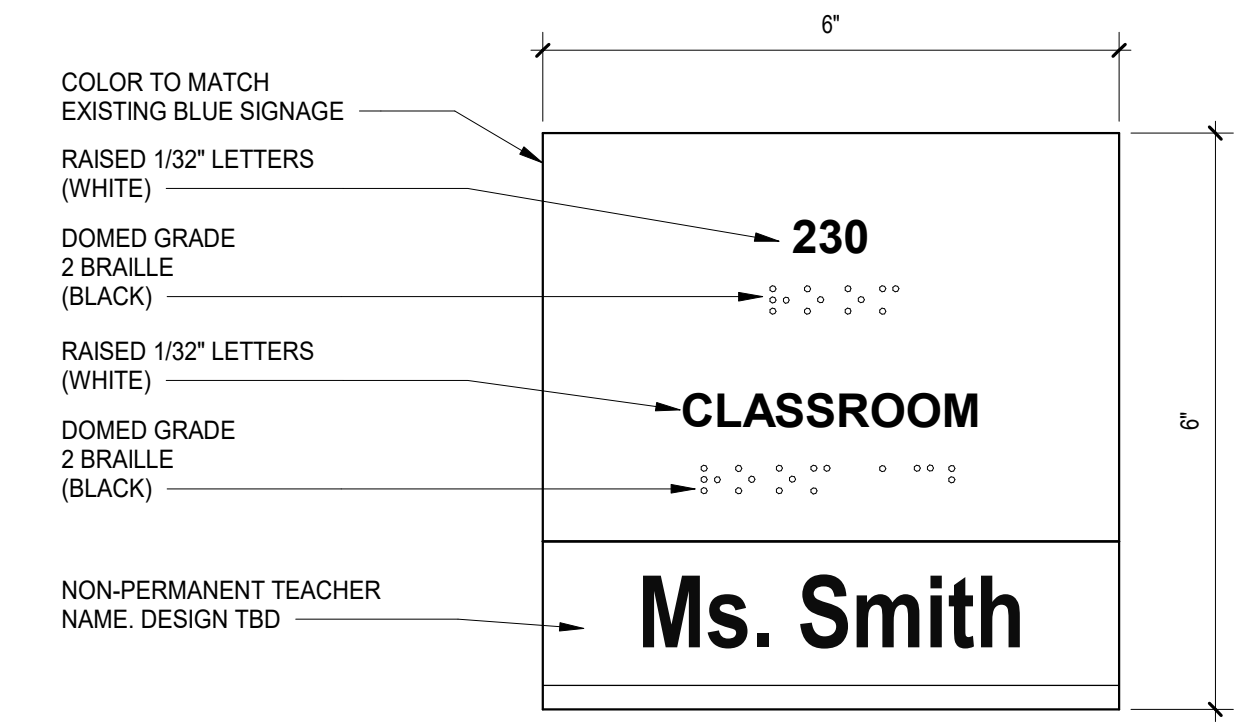 6"
COLOR TO MATCH
EXISTING BLUE SIGNAGE
RAISED 1/32" LETTERS
(WHITE)
230
DOMED GRADE
2 BRAILLE
(BLACK)
⠗⠕⠕⠍
RAISED 1/32" LETTERS
(WHITE)
CLASSROOM
DOMED GRADE
2 BRAILLE
(BLACK)
⠗⠕⠕⠍ ⠁⠉⠃
6"
NON-PERMANENT TEACHER
NAME. DESIGN TBD
Ms. Smith